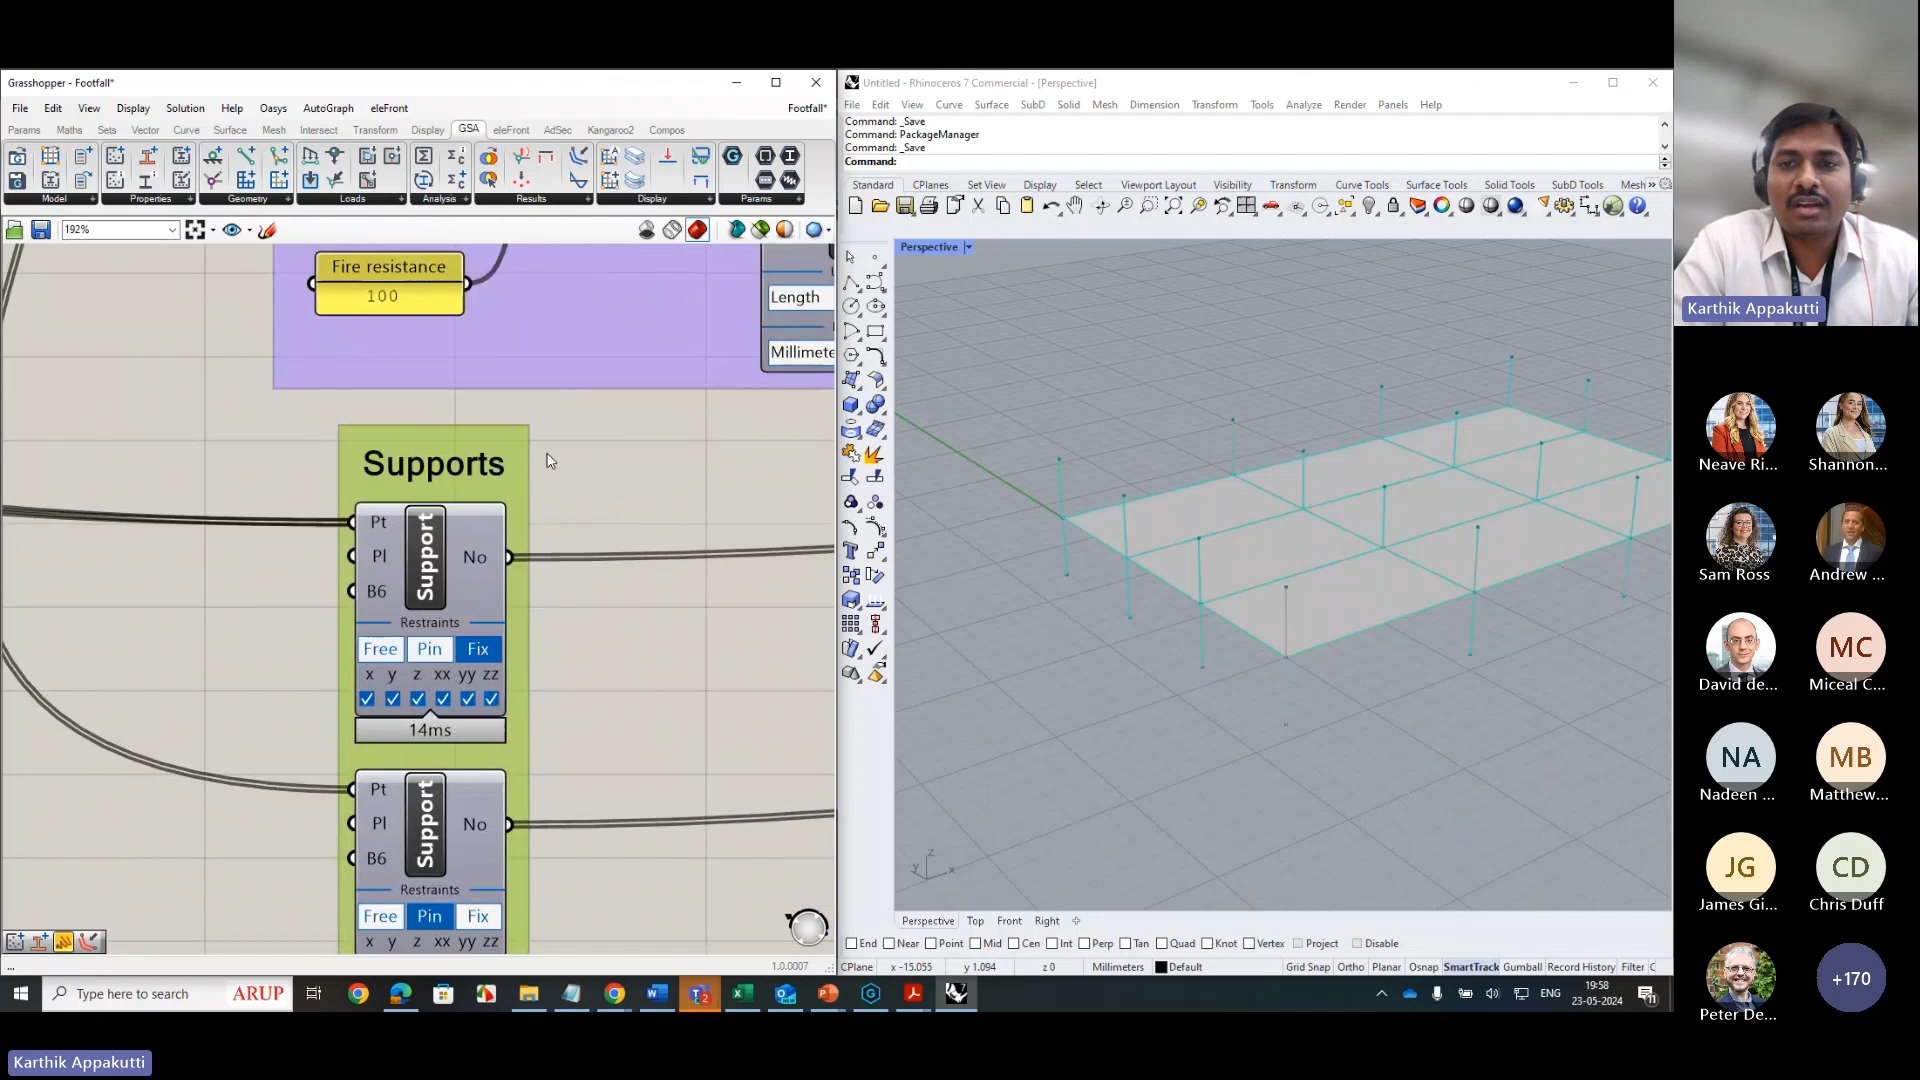 Grasshopper - Footfall*
File Edit View Display Solution Help Oasys AutoGraph eleFront
Footfall*
Params Maths Sets Vector Curve Surface Mesh Intersect Transform Display GSA eleFront AdSec Kangaroo2 Compos
Model Properties Geometry Loads Analysis Results Display Params
192%
Fire resistance
100
Length
Millimete
Supports
Pt
Pl
B6
Support
No
Restraints
Free Pin Fix
x y z xx yy zz
14ms
Pt
Pl
B6
Support
No
Restraints
Free Pin Fix
x y z xx yy zz
...
1.0.0007
Untitled - Rhinoceros 7 Commercial - [Perspective]
File Edit View Curve Surface SubD Solid Mesh Dimension Transform Tools Analyze Render Panels Help
Command: _Save
Command: PackageManager
Command: _Save
Command:
Standard CPlanes Set View Display Select Viewport Layout Visibility Transform Curve Tools Surface Tools Solid Tools SubD Tools Mesh »
Perspective
z
y x
Perspective Top Front Right
End Near Point Mid Cen Int Perp Tan Quad Knot Vertex Project Disable
CPlane x -15.055 y 1.094 z 0 Millimeters Default Grid Snap Ortho Planar Osnap SmartTrack Gumball Record History Filter C
Type here to search ARUP
ENG
19:58
23-05-2024
11
Karthik Appakutti
Neave Ri...
Shannon...
Sam Ross
Andrew ...
David de...
MC
Miceal C...
NA
Nadeen ...
MB
Matthew...
JG
James Gi...
CD
Chris Duff
Peter De...
+170
Karthik Appakutti